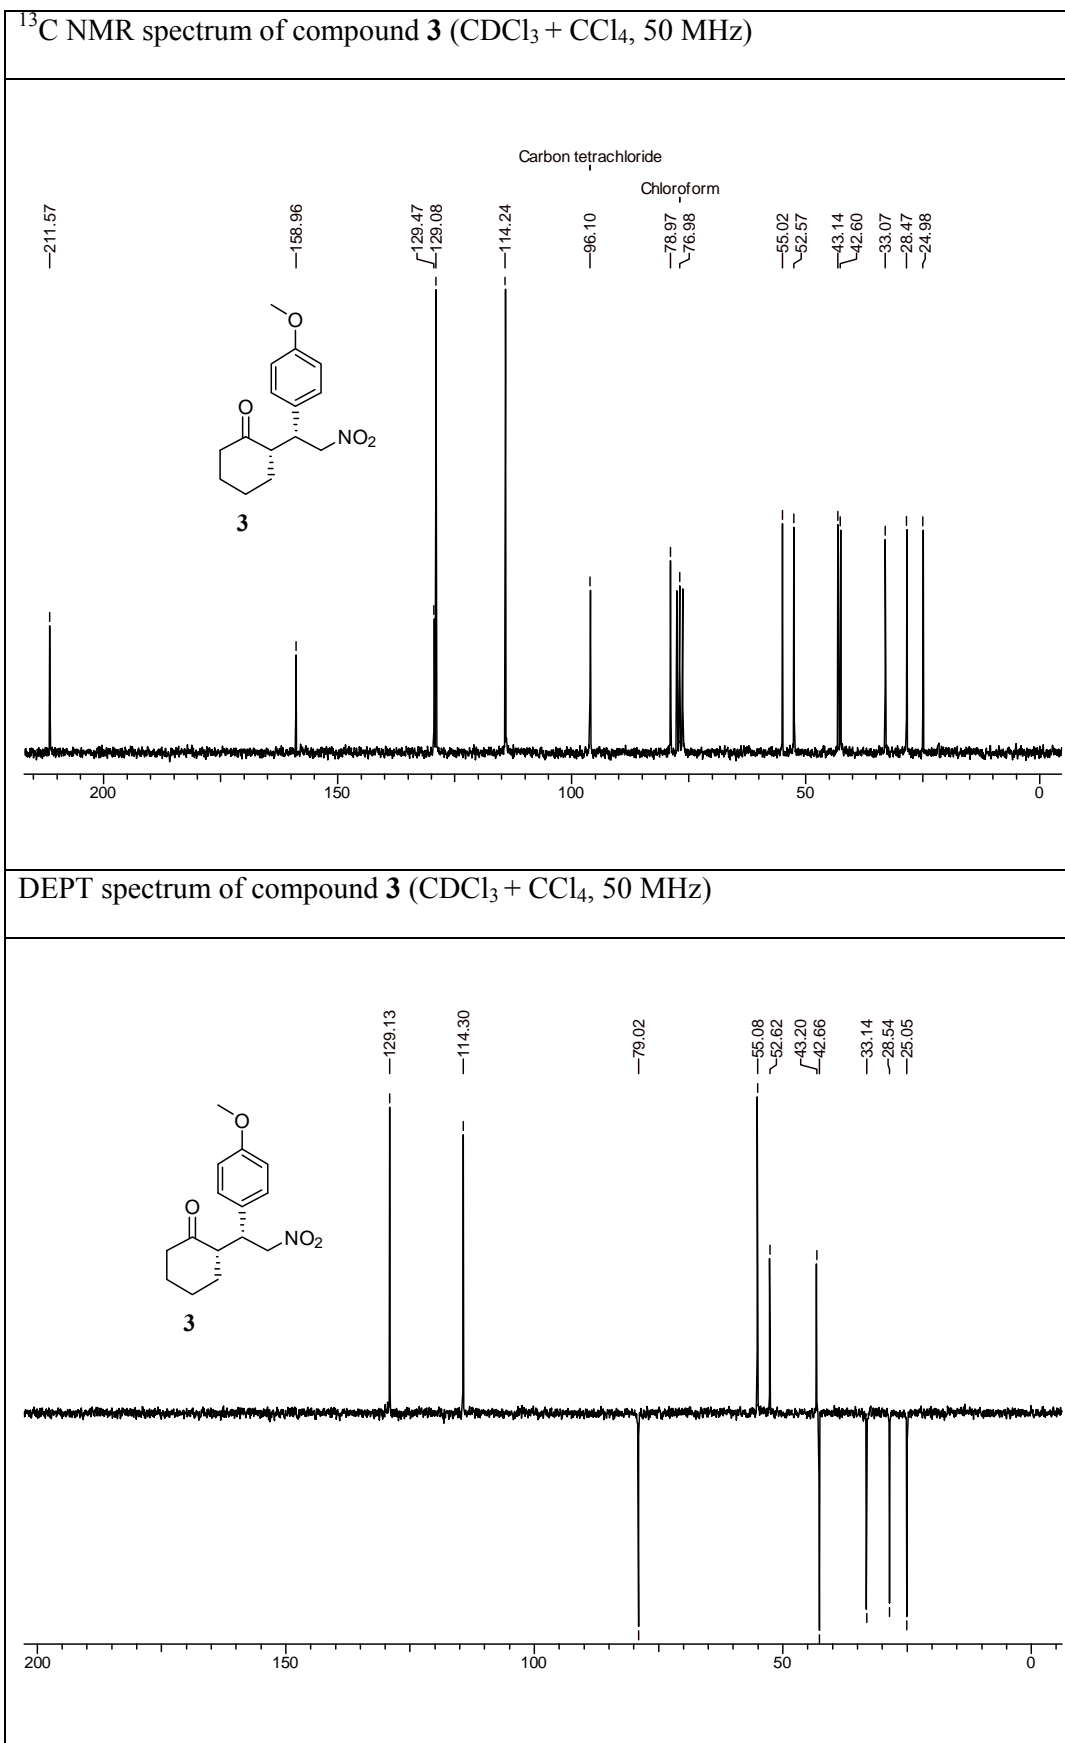 ¹³C NMR spectrum of compound 3 (CDCl₃ + CCl₄, 50 MHz)
Carbon tetrachloride
Chloroform
211.57 158.96 129.47 129.08 114.24 96.10 78.97 76.98 55.02 52.57 43.14 42.60 33.07 28.47 24.98
O
O
NO₂
3
200 150 100 50 0
DEPT spectrum of compound 3 (CDCl₃ + CCl₄, 50 MHz)
129.13 114.30 79.02 55.08 52.62 43.20 42.66 33.14 28.54 25.05
O
O
NO₂
3
200 150 100 50 0